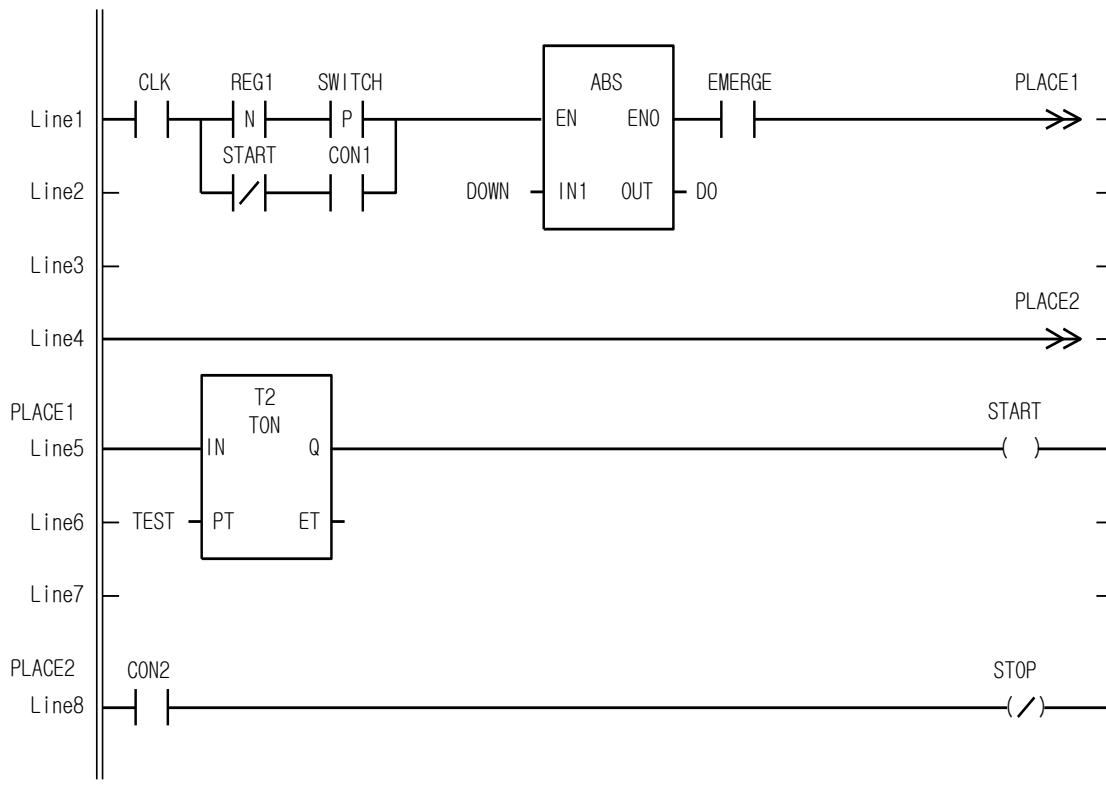 CLK REG1 SWITCH ABS EMERGE PLACE1
Line1 N P EN ENO
START CON1
Line2 DOWN IN1 OUT DO
Line3
PLACE2
Line4
T2
PLACE1 TON START
Line5 IN Q ( )
Line6 TEST PT ET
Line7
PLACE2 CON2 STOP
Line8 (/)